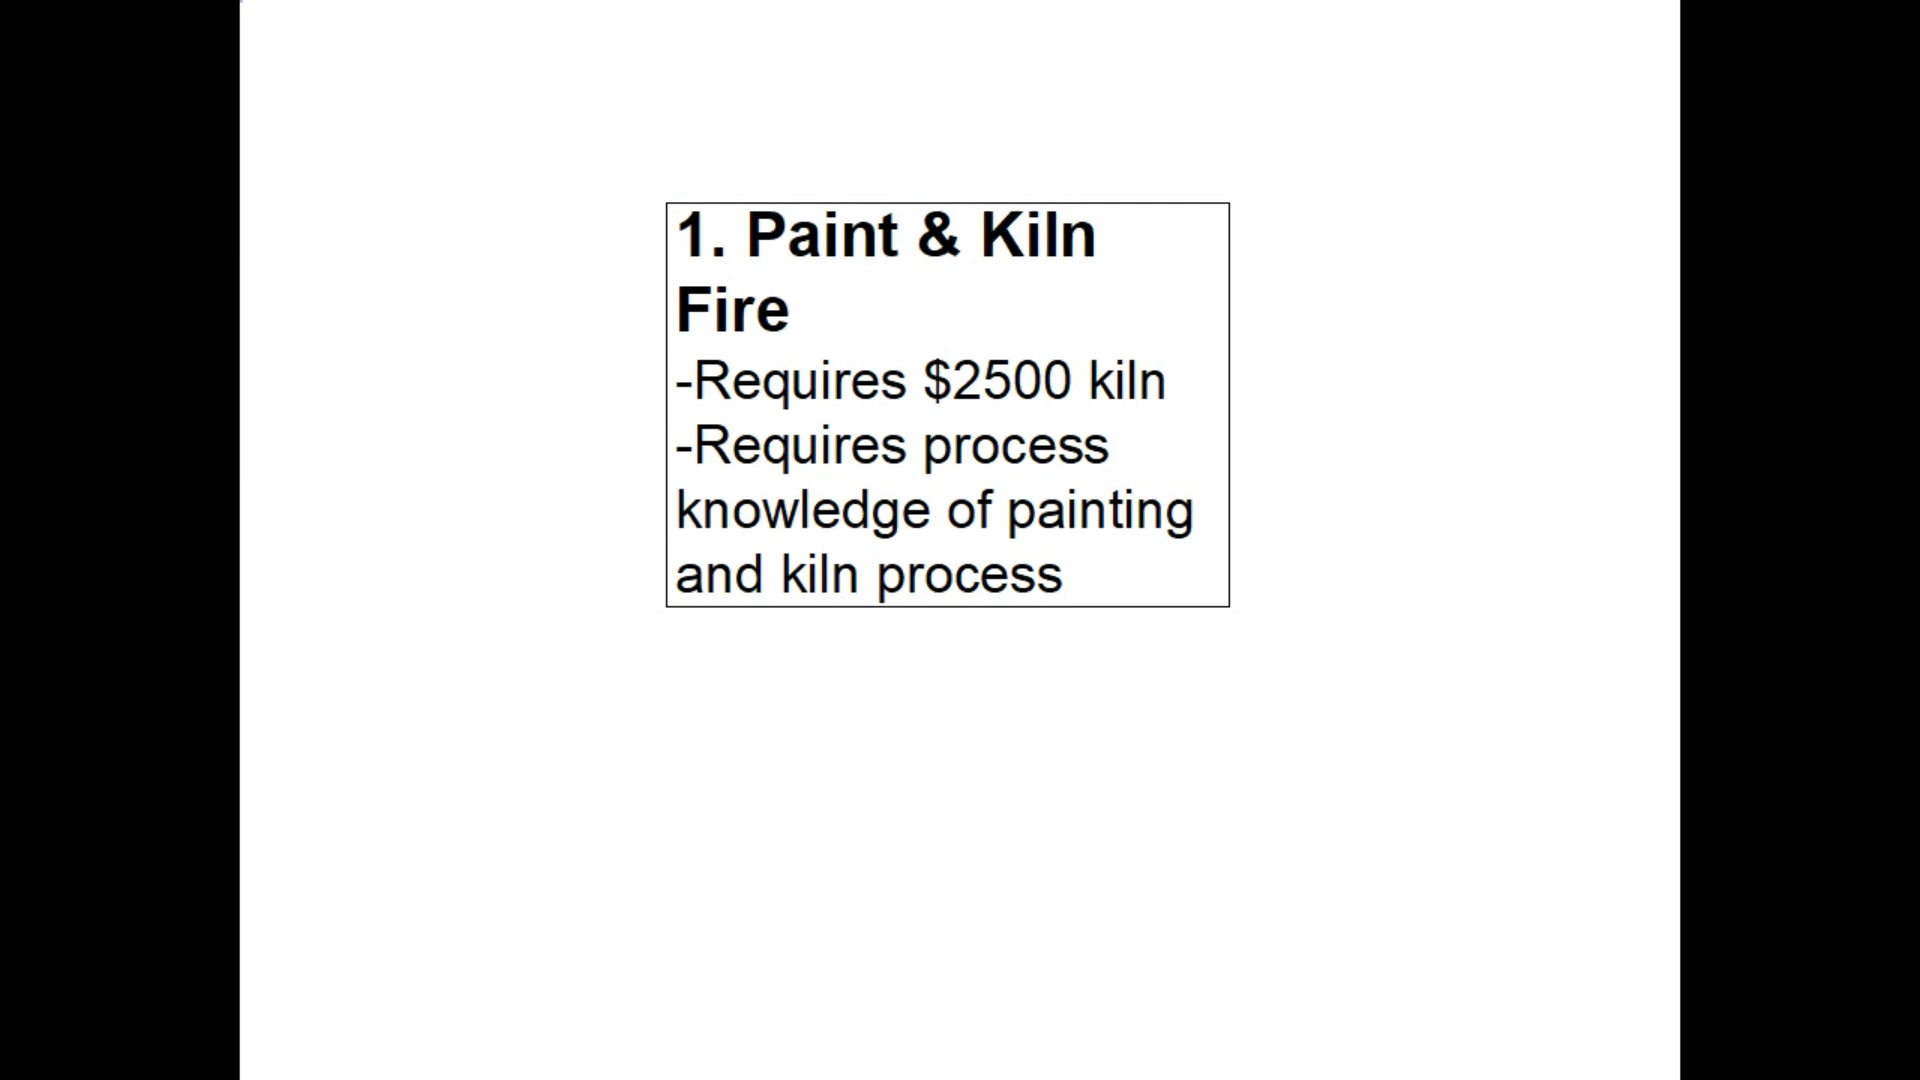 1. Paint & Kiln
Fire
-Requires $2500 kiln
-Requires process
knowledge of painting
and kiln process